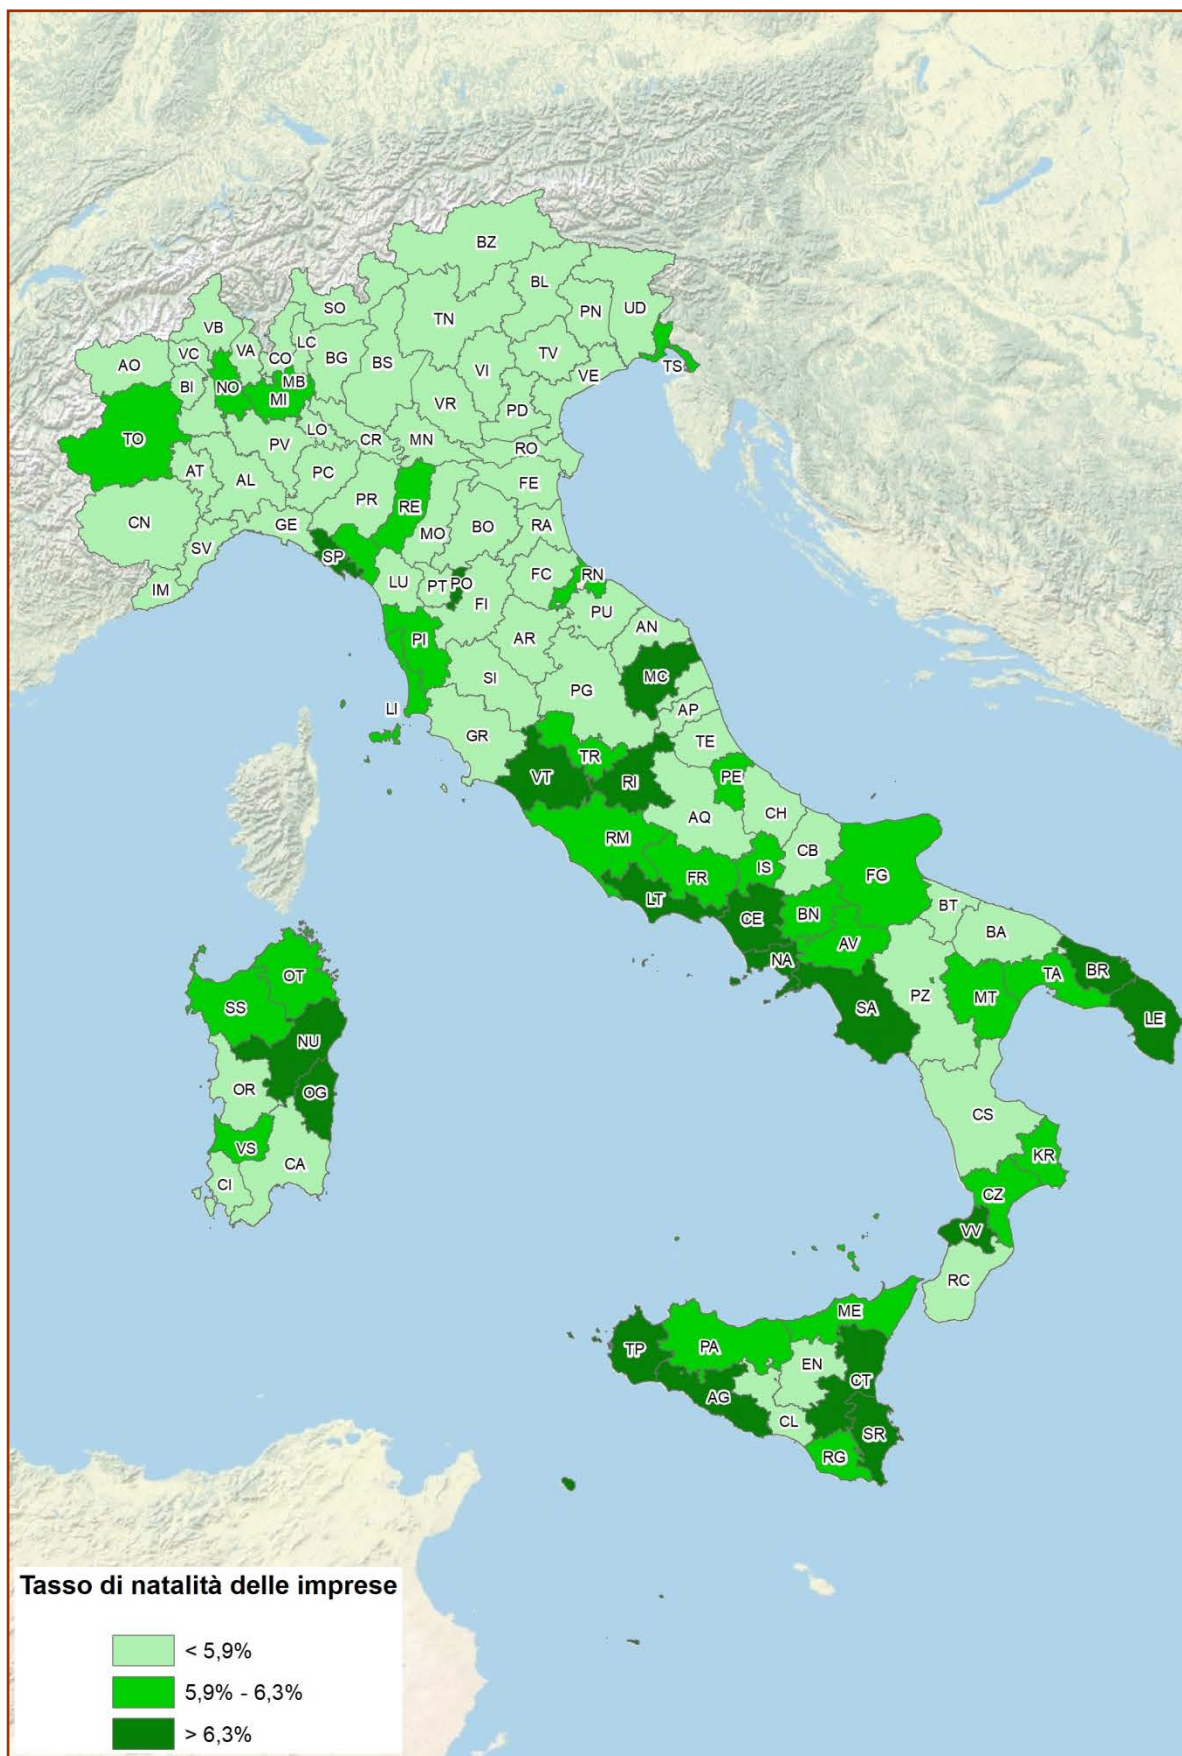 BZ
BL
UD
PN
SO
TN
VB
LC
VA
CO
BG
BS
TV
AO
VC
VI
TS
VE
BI
NO
MB
MI
VR
PD
TO
LO
CR
MN
RO
PV
AT
AL
PC
FE
PR
RE
CN
GE
MO
BO
RA
SV
SP
LU
PT
PO
FC
RN
IM
FI
PU
AN
PI
AR
SI
PG
MC
LI
AP
GR
TE
TR
VT
RI
PE
AQ
CH
RM
CB
IS
FR
FG
LT
CE
BN
BT
AV
BA
NA
BR
TA
OT
SS
PZ
MT
SA
LE
NU
OR
OG
CS
VS
CA
KR
CI
CZ
VV
RC
ME
TP
PA
EN
AG
CT
CL
SR
RG
Tasso di natalità delle imprese
< 5,9%
5,9% - 6,3%
> 6,3%